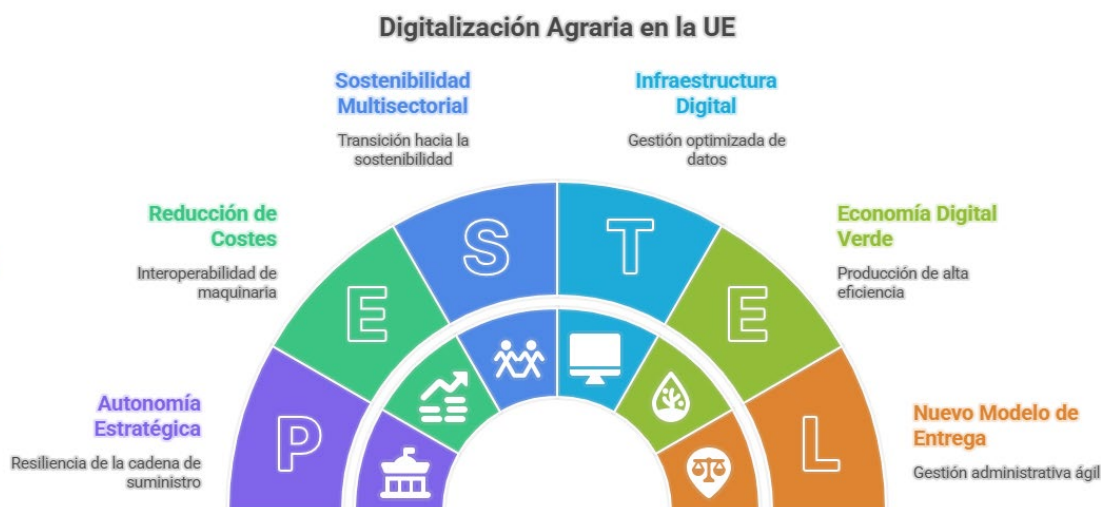 Digitalización Agraria en la UE
Sostenibilidad
Multisectorial
Transición hacia la
sostenibilidad
Infraestructura
Digital
Gestión optimizada de
datos
Reducción de
Costes
Interoperabilidad de
maquinaria
Economía Digital
Verde
Producción de alta
eficiencia
Autonomía
Estratégica
Resiliencia de la cadena de
suministro
Nuevo Modelo de
Entrega
Gestión administrativa ágil
P
E
S
T
E
L